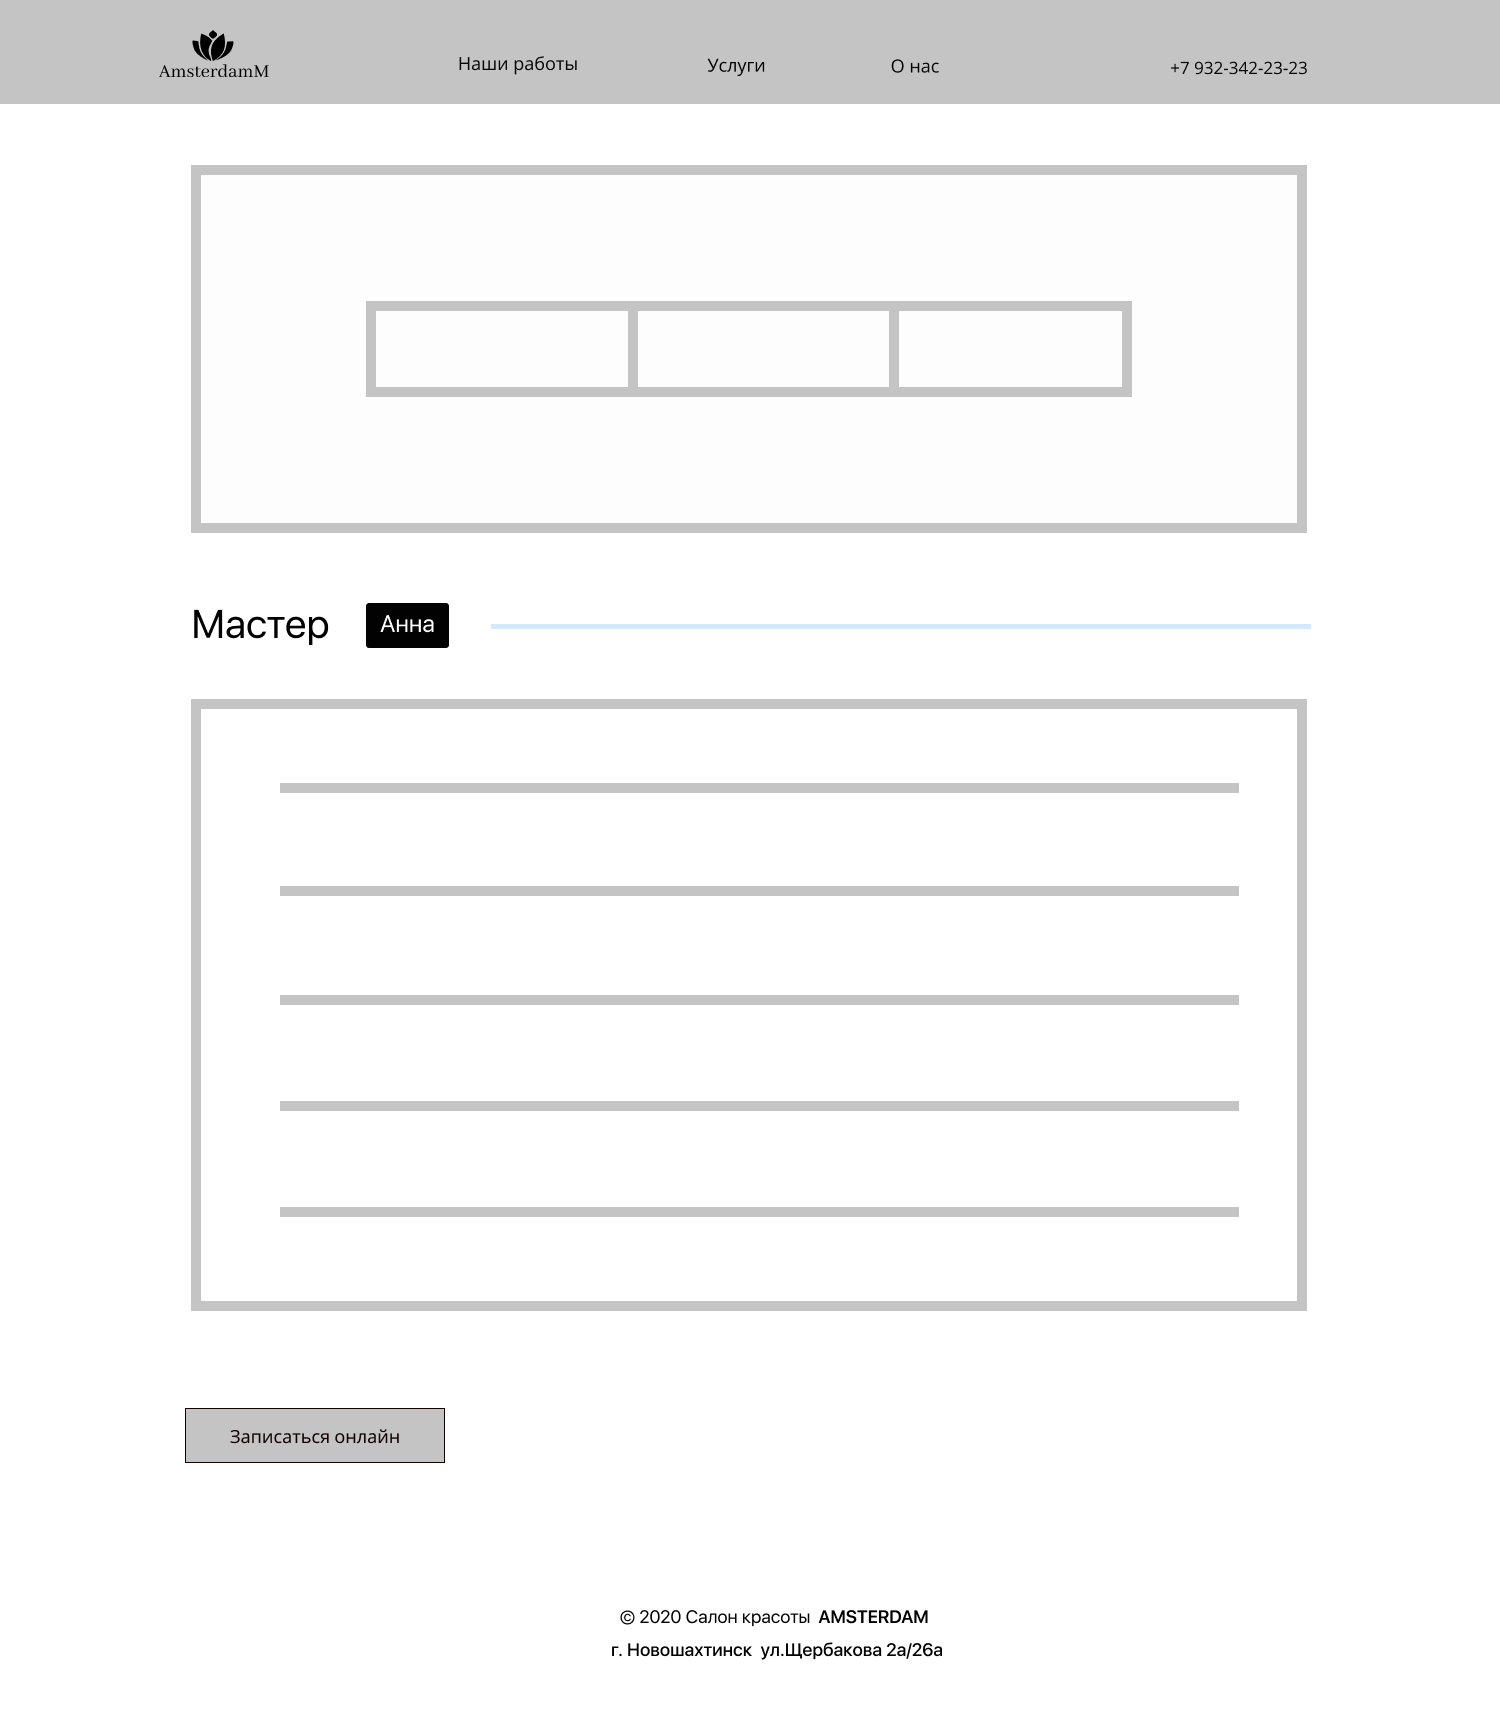 AmsterdamM
Наши работы
Услуги
О нас
+7 932-342-23-23
Мастер
Анна
Записаться онлайн
© 2020 Салон красоты AMSTERDAM
г. Новошахтинск ул.Щербакова 2а/26а